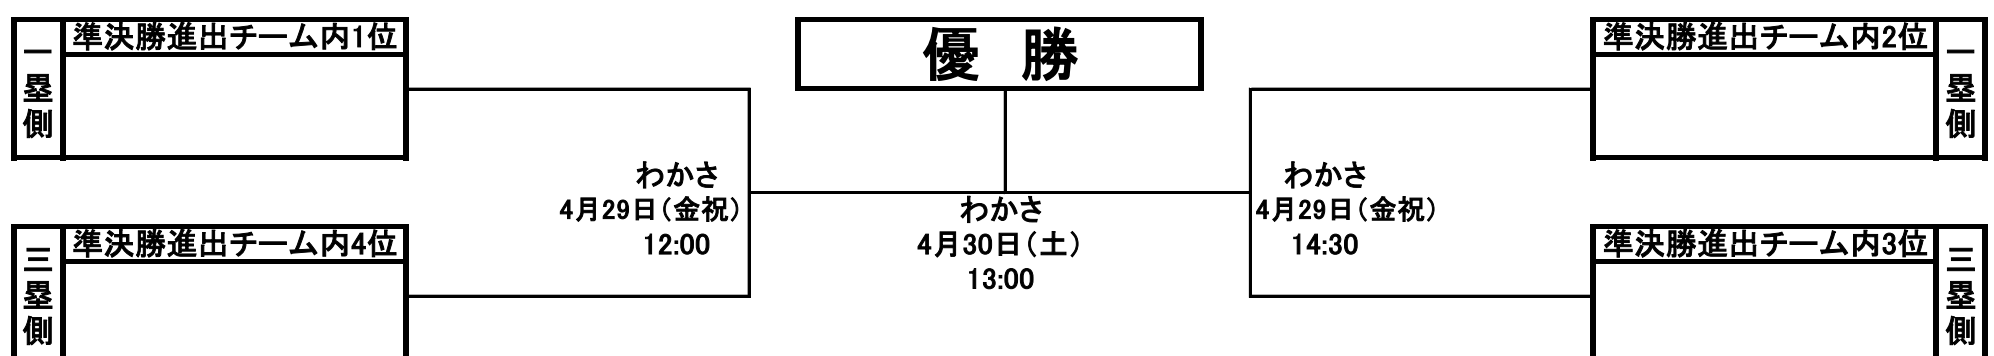 一塁側
準決勝進出チーム内1位
優　勝
準決勝進出チーム内2位
一塁側
わかさ
4月29日（金祝）
12:00
わかさ
4月30日（土）
13:00
わかさ
4月29日（金祝）
14:30
三塁側
準決勝進出チーム内4位
準決勝進出チーム内3位
三塁側